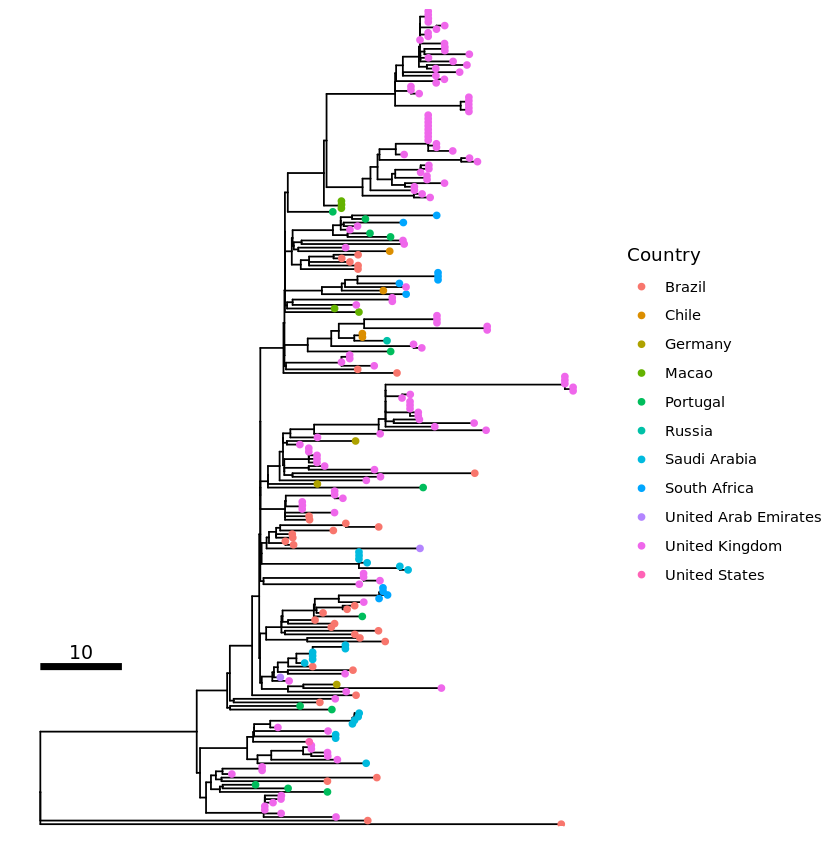 Country
Brazil
Chile
Germany
Macao
Portugal
Russia
Saudi Arabia
South Africa
United Arab Emirates
United Kingdom
United States
10